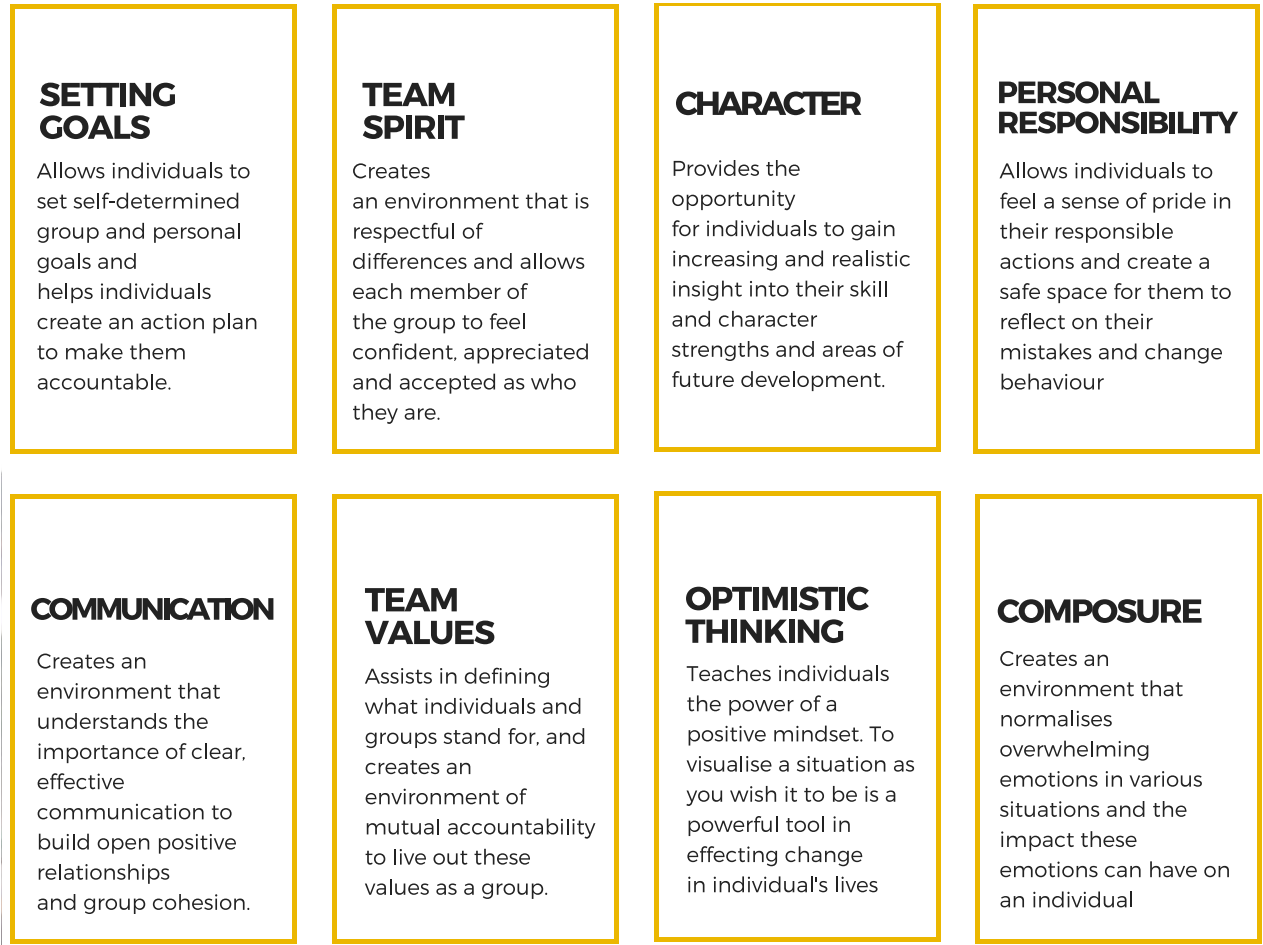 SETTING
GOALS
Allows individuals to
set self-determined
group and personal
goals and
helps individuals
create an action plan
to make them
accountable.
TEAM
SPIRIT
Creates
an environment that is
respectful of
differences and allows
each member of
the group to feel
confident, appreciated
and accepted as who
they are.
CHARACTER
Provides the
opportunity
for individuals to gain
increasing and realistic
insight into their skill
and character
strengths and areas of
future development.
PERSONAL
RESPONSIBILITY
Allows individuals to
feel a sense of pride in
their responsible
actions and create a
safe space for them to
reflect on their
mistakes and change
behaviour
COMMUNICATION
Creates an
environment that
understands the
importance of clear,
effective
communication to
build open positive
relationships
and group cohesion.
TEAM
VALUES
Assists in defining
what individuals and
groups stand for, and
creates an
environment of
mutual accountability
to live out these
values as a group.
OPTIMISTIC
THINKING
Teaches individuals
the power of a
positive mindset. To
visualise a situation as
you wish it to be is a
powerful tool in
effecting change
in individual's lives
COMPOSURE
Creates an
environment that
normalises
overwhelming
emotions in various
situations and the
impact these
emotions can have on
an individual